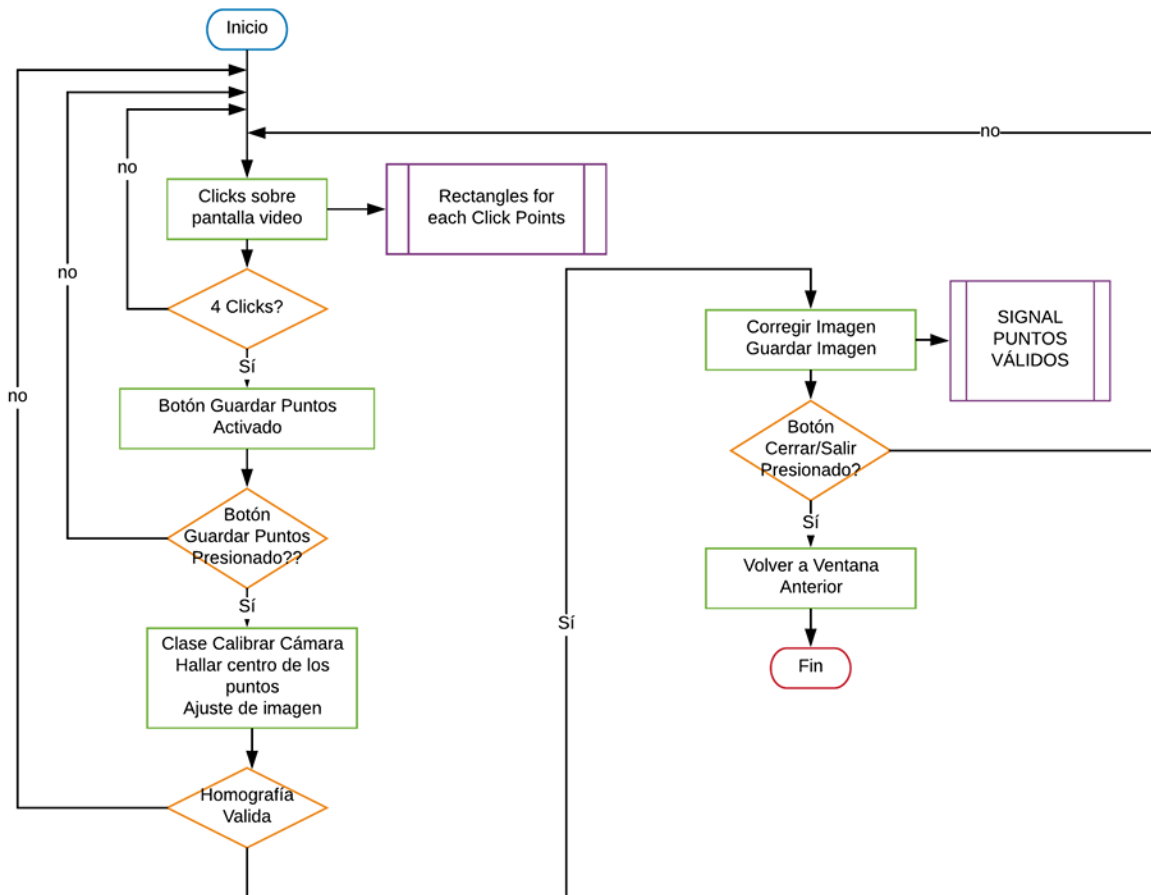 Inicio
no
Clicks sobre
pantalla video
Rectangles for
each Click Points
no
no
4 Clicks?
Sí
Botón Guardar Puntos
Activado
no
Botón
Guardar Puntos
Presionado??
Sí
Clase Calibrar Cámara
Hallar centro de los
puntos
Ajuste de imagen
Homografía
Valida
Sí
Corregir Imagen
Guardar Imagen
SIGNAL
PUNTOS
VÁLIDOS
Botón
Cerrar/Salir
Presionado?
Sí
Volver a Ventana
Anterior
Fin